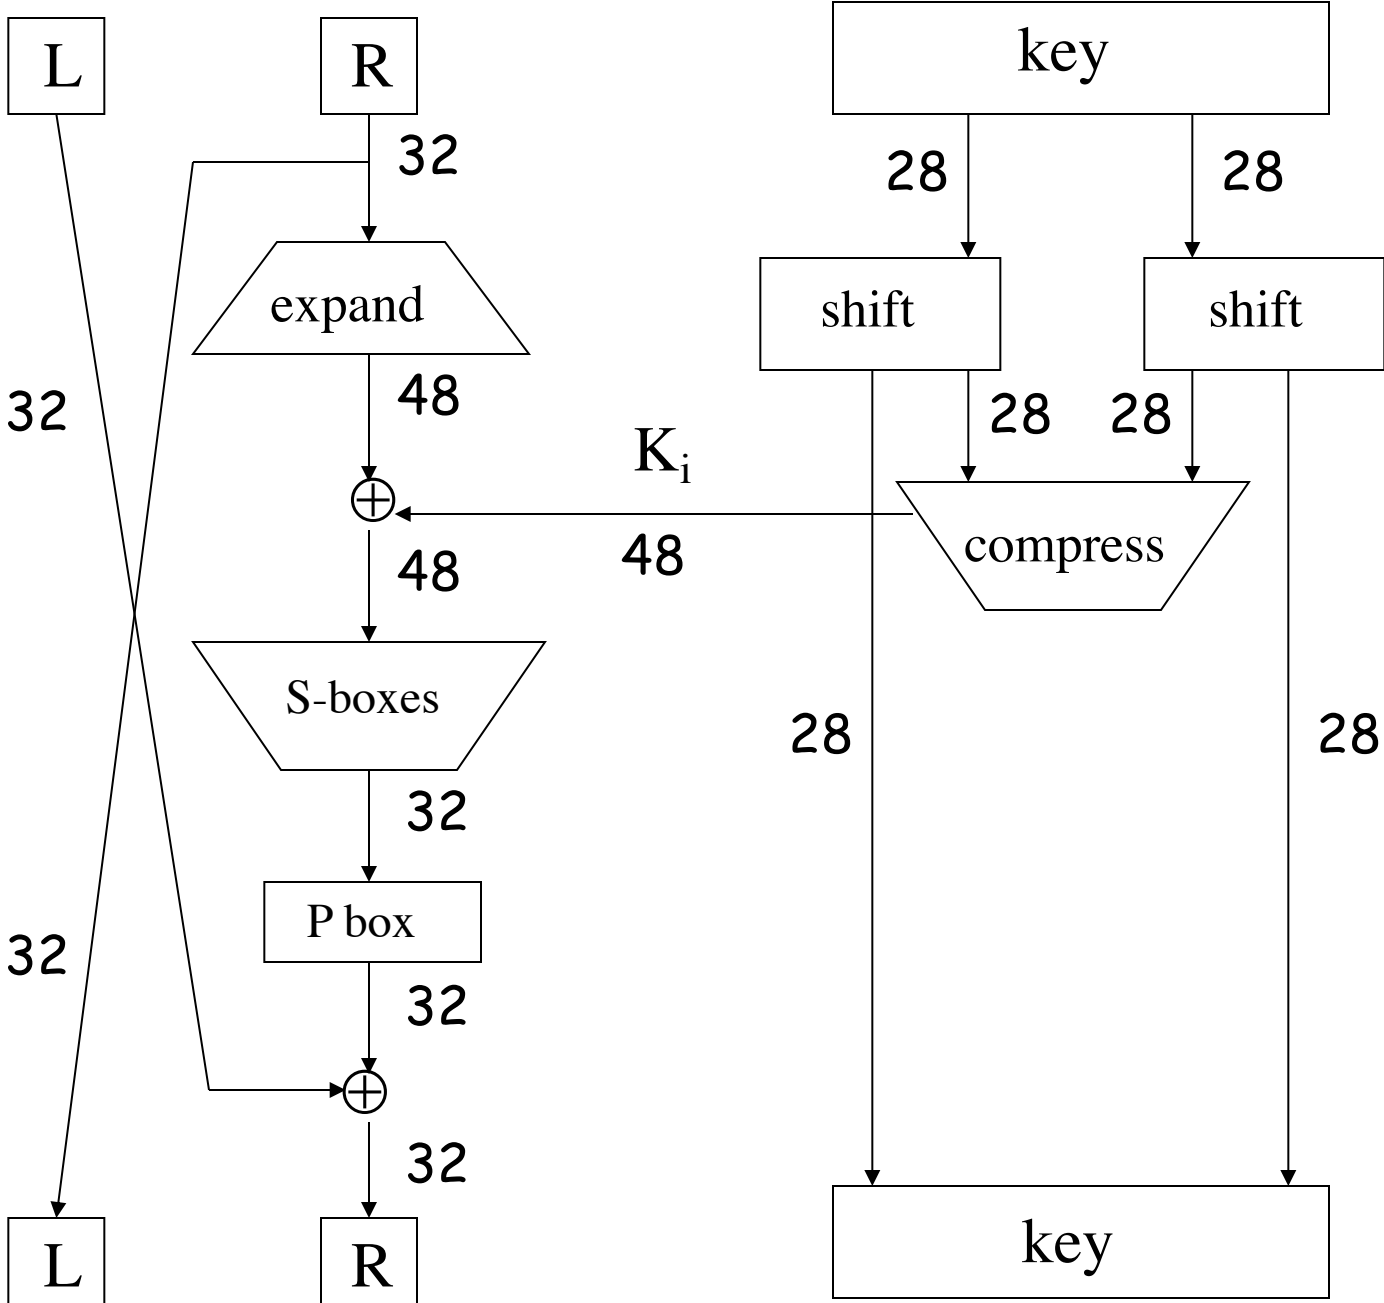 L R key
32 28 28
expand shift shift
32 48 28 28
K_i
48 48 compress
S-boxes
28 28
32
P box
32
32
32
L R key